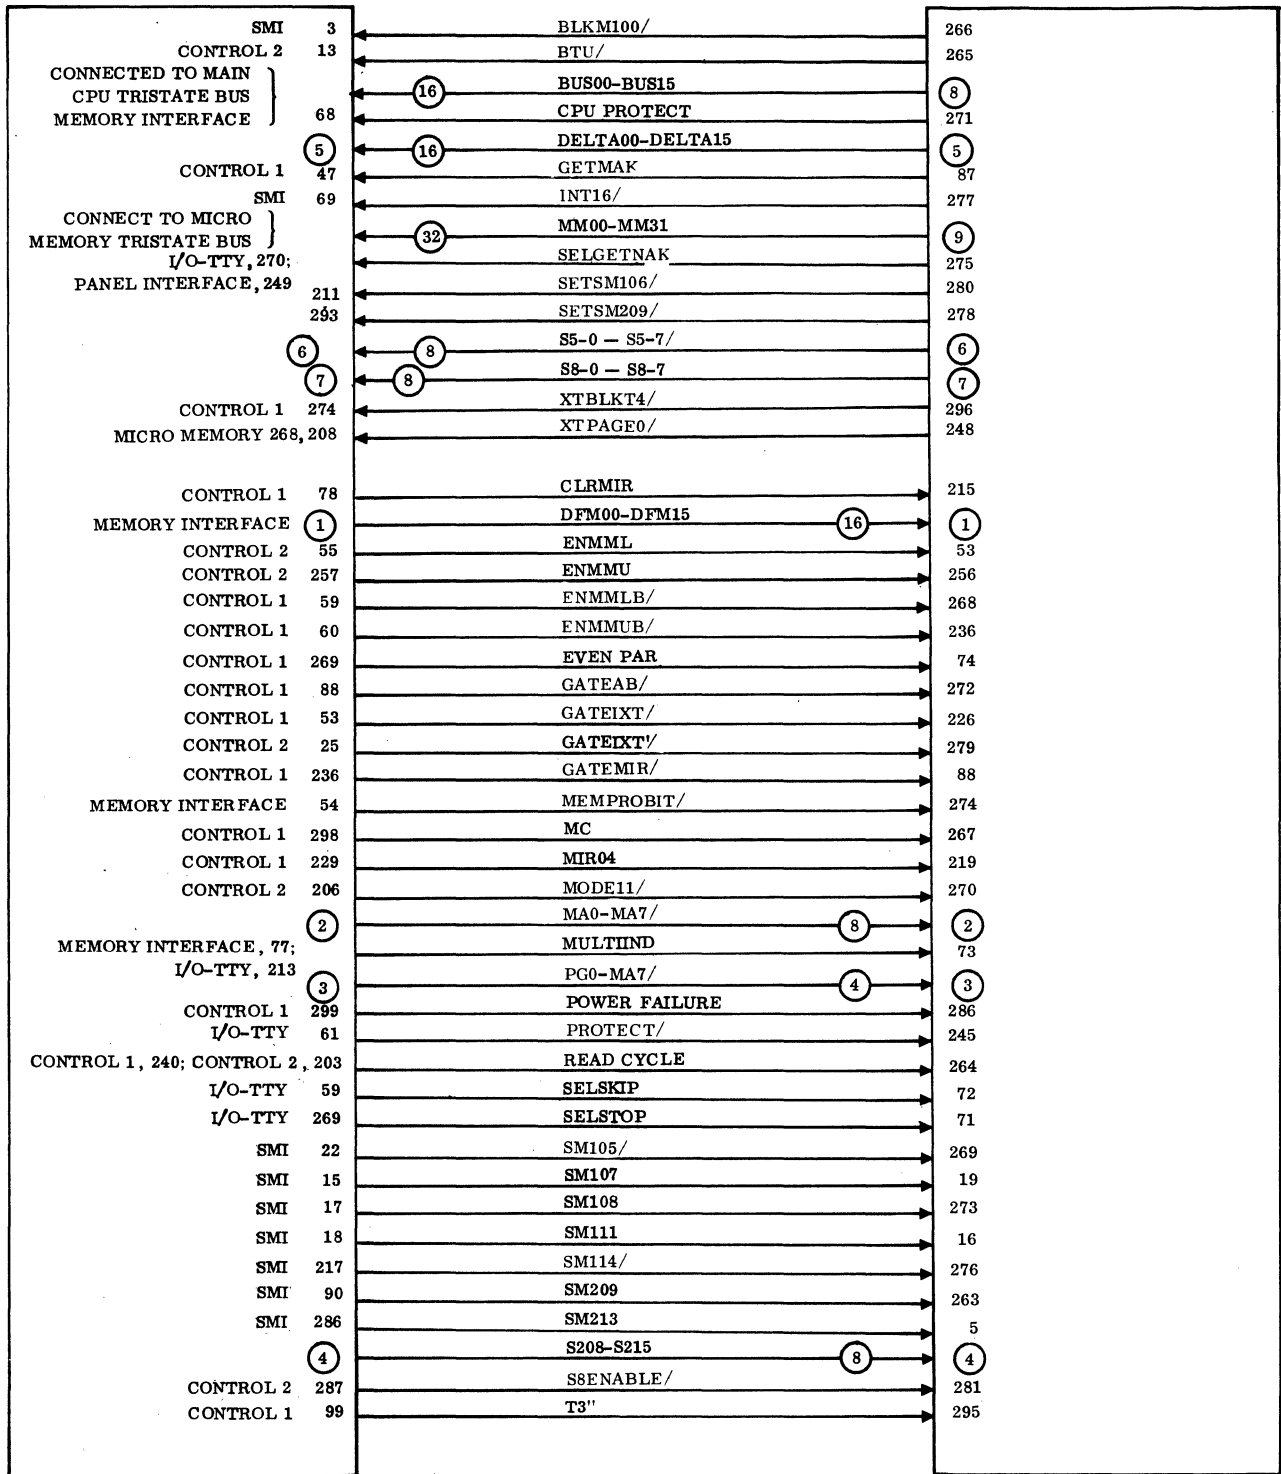 SMI 3 BLKM100/ 266
CONTROL 2 13 BTU/ 265
CONNECTED TO MAIN
CPU TRISTATE BUS 16 BUS00-BUS15 8
MEMORY INTERFACE 68 CPU PROTECT 271
5 16 DELTA00-DELTA15 5
CONTROL 1 47 GETMAK 87
SMI 69 INT16/ 277
CONNECT TO MICRO
MEMORY TRISTATE BUS 32 MM00-MM31 9
I/O-TTY, 270; SELGETNAK 275
PANEL INTERFACE, 249
211 SETSM106/ 280
293 SETSM209/ 278
6 8 S5-0 — S5-7/ 6
7 8 S8-0 — S8-7 7
CONTROL 1 274 XTBLKT4/ 296
MICRO MEMORY 268, 208 XTPAGE0/ 248
CONTROL 1 78 CLRMIR 215
MEMORY INTERFACE 1 DFM00-DFM15 16 1
CONTROL 2 55 ENMML 53
CONTROL 2 257 ENMMU 256
CONTROL 1 59 ENMMLB/ 268
CONTROL 1 60 ENMMUB/ 236
CONTROL 1 269 EVEN PAR 74
CONTROL 1 88 GATEAB/ 272
CONTROL 1 53 GATEIXT/ 226
CONTROL 2 25 GATEIXT'/ 279
CONTROL 1 236 GATEMIR/ 88
MEMORY INTERFACE 54 MEMPROBIT/ 274
CONTROL 1 298 MC 267
CONTROL 1 229 MIR04 219
CONTROL 2 206 MODE11/ 270
2 MA0-MA7/ 8 2
MEMORY INTERFACE, 77; MULTIIND 73
I/O-TTY, 213
3 PG0-MA7/ 4 3
CONTROL 1 299 POWER FAILURE 286
I/O-TTY 61 PROTECT/ 245
CONTROL 1, 240; CONTROL 2, 203 READ CYCLE 264
I/O-TTY 59 SELSKIP 72
I/O-TTY 269 SELSTOP 71
SMI 22 SM105/ 269
SMI 15 SM107 19
SMI 17 SM108 273
SMI 18 SM111 16
SMI 217 SM114/ 276
SMI 90 SM209 263
SMI 286 SM213 5
4 S208-S215 8 4
CONTROL 2 287 S8ENABLE/ 281
CONTROL 1 99 T3" 295